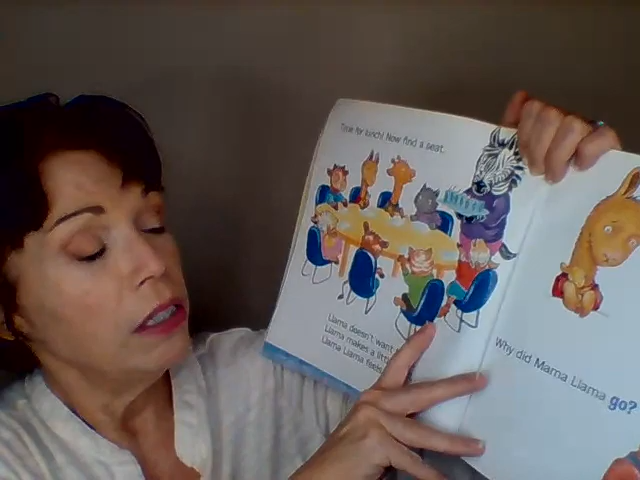 Time for lunch! Now find a seat.
Llama doesn't want
Llama makes a
Llama Llama feels
Why did Mama Llama go?